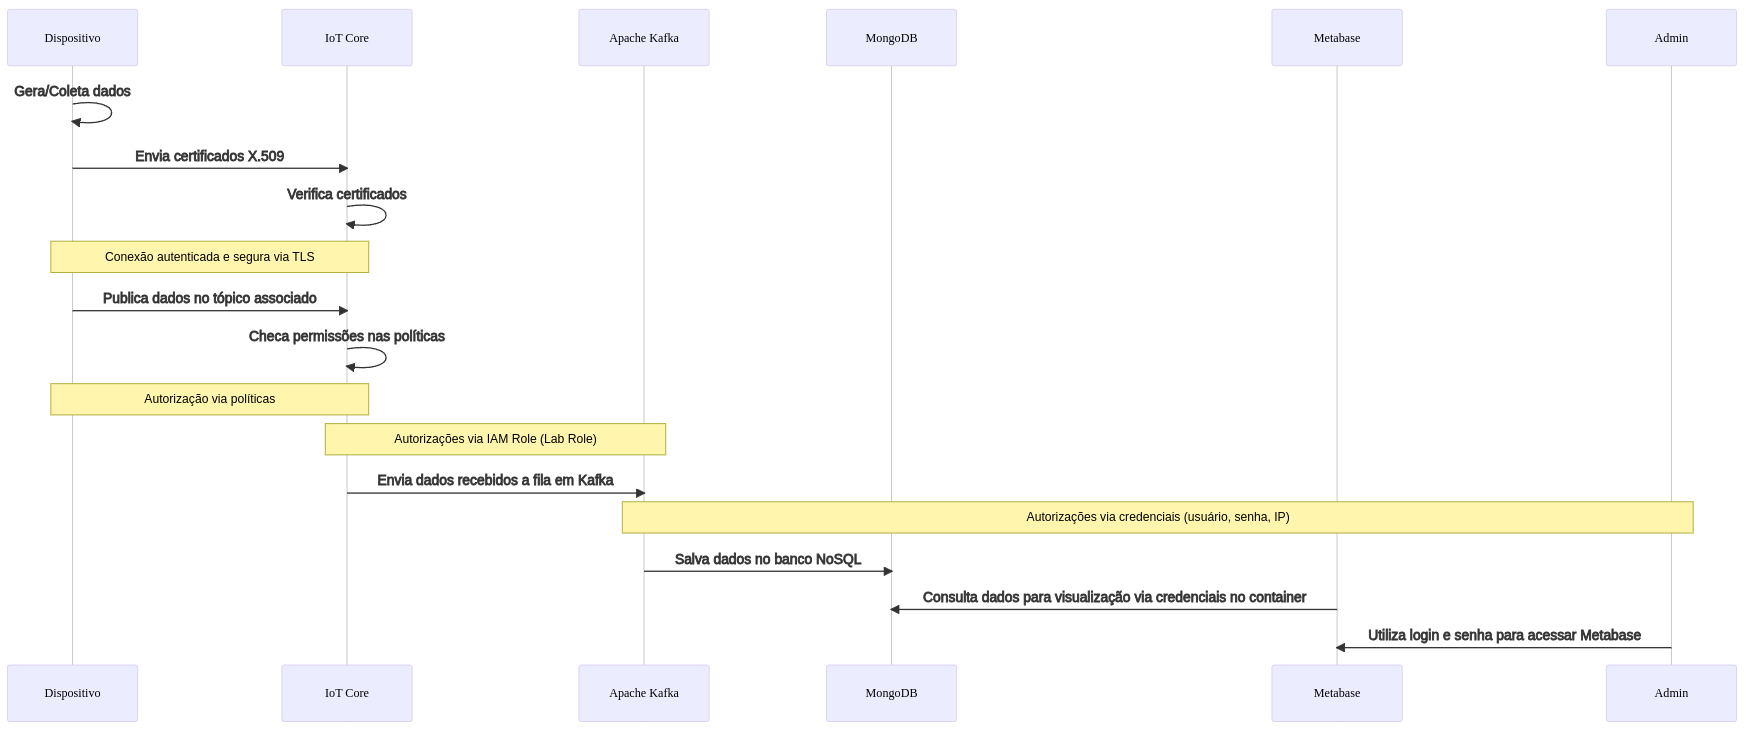 Dispositivo
IoT Core
Apache Kafka
MongoDB
Metabase
Admin
Gera/Coleta dados
Envia certificados X.509
Verifica certificados
Conexão autenticada e segura via TLS
Publica dados no tópico associado
Checa permissões nas políticas
Autorização via políticas
Autorizações via IAM Role (Lab Role)
Envia dados recebidos a fila em Kafka
Autorizações via credenciais (usuário, senha, IP)
Salva dados no banco NoSQL
Consulta dados para visualização via credenciais no container
Utiliza login e senha para acessar Metabase
Dispositivo
IoT Core
Apache Kafka
MongoDB
Metabase
Admin